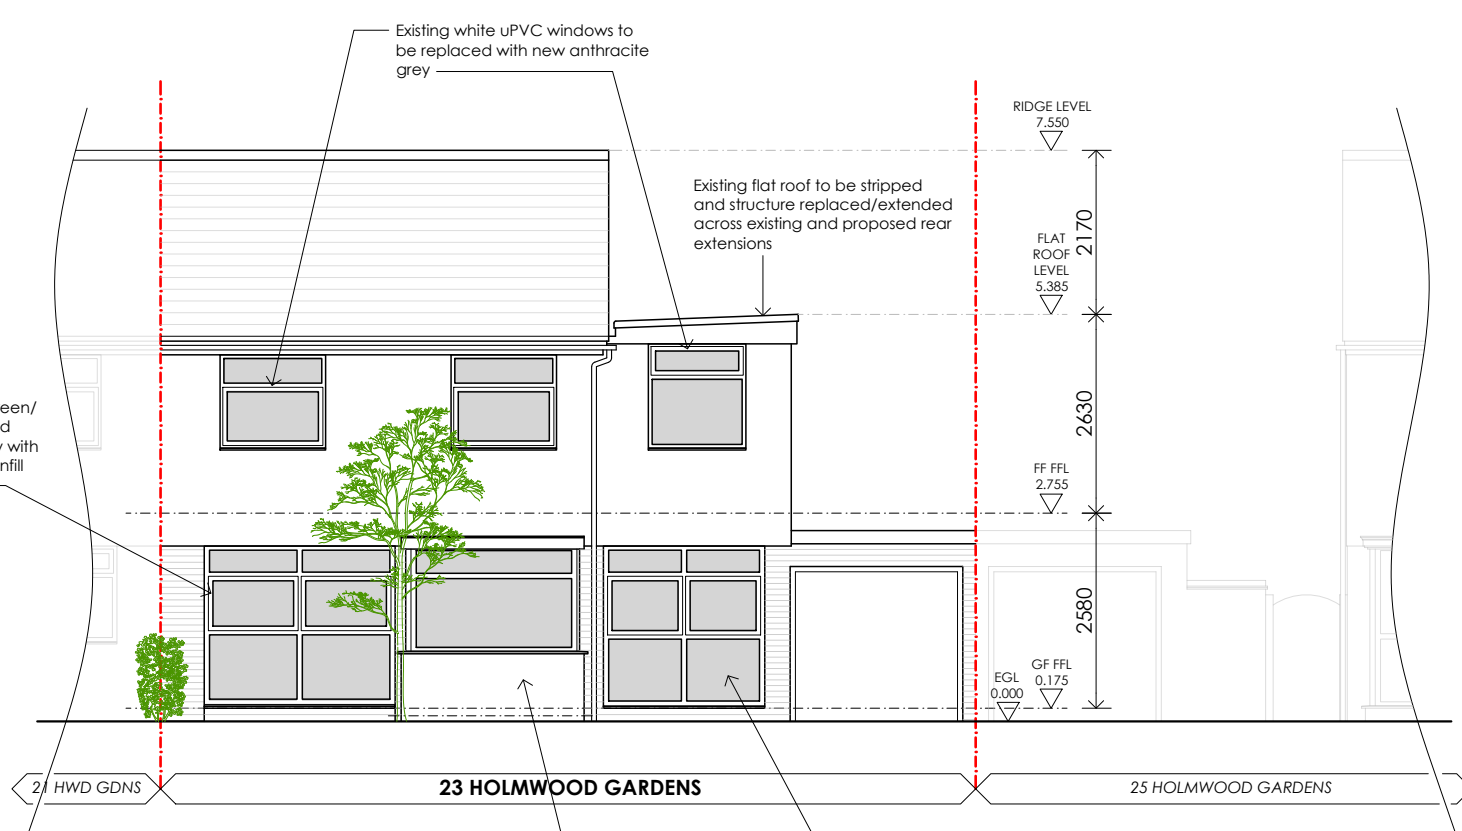 Existing white uPVC windows to
be replaced with new anthracite
grey
RIDGE LEVEL
7.550
Existing flat roof to be stripped
and structure replaced/extended
across existing and proposed rear
extensions
2170
FLAT
ROOF
LEVEL
5.385
2630
FF FFL
2.755
2580
GF FFL
0.175
EGL
0.000
with
21 HWD GDNS
23 HOLMWOOD GARDENS
25 HOLMWOOD GARDENS